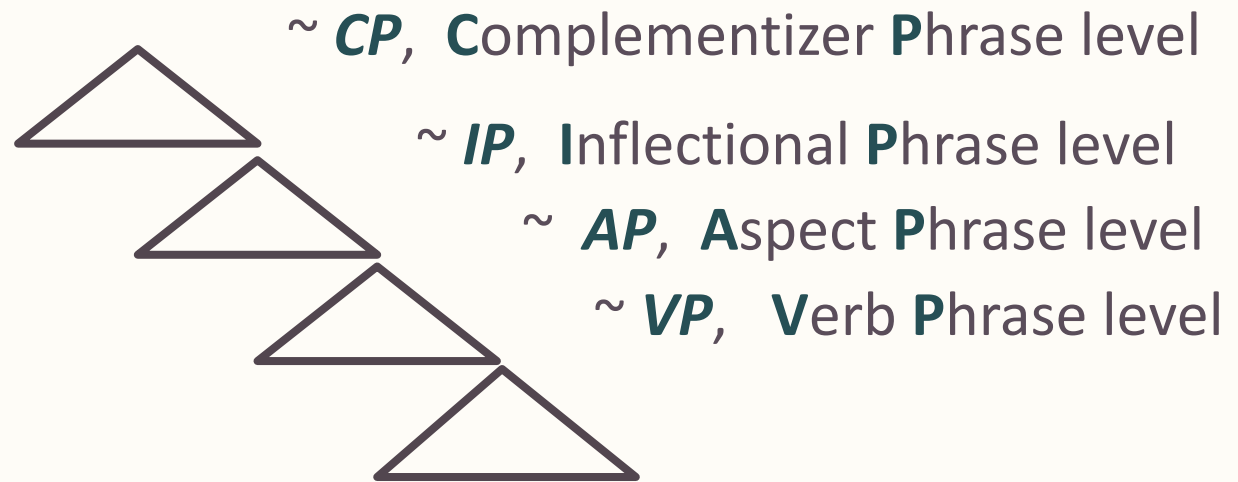 ~ CP, Complementizer Phrase level
~ IP, Inflectional Phrase level
~ AP, Aspect Phrase level
~ VP, Verb Phrase level